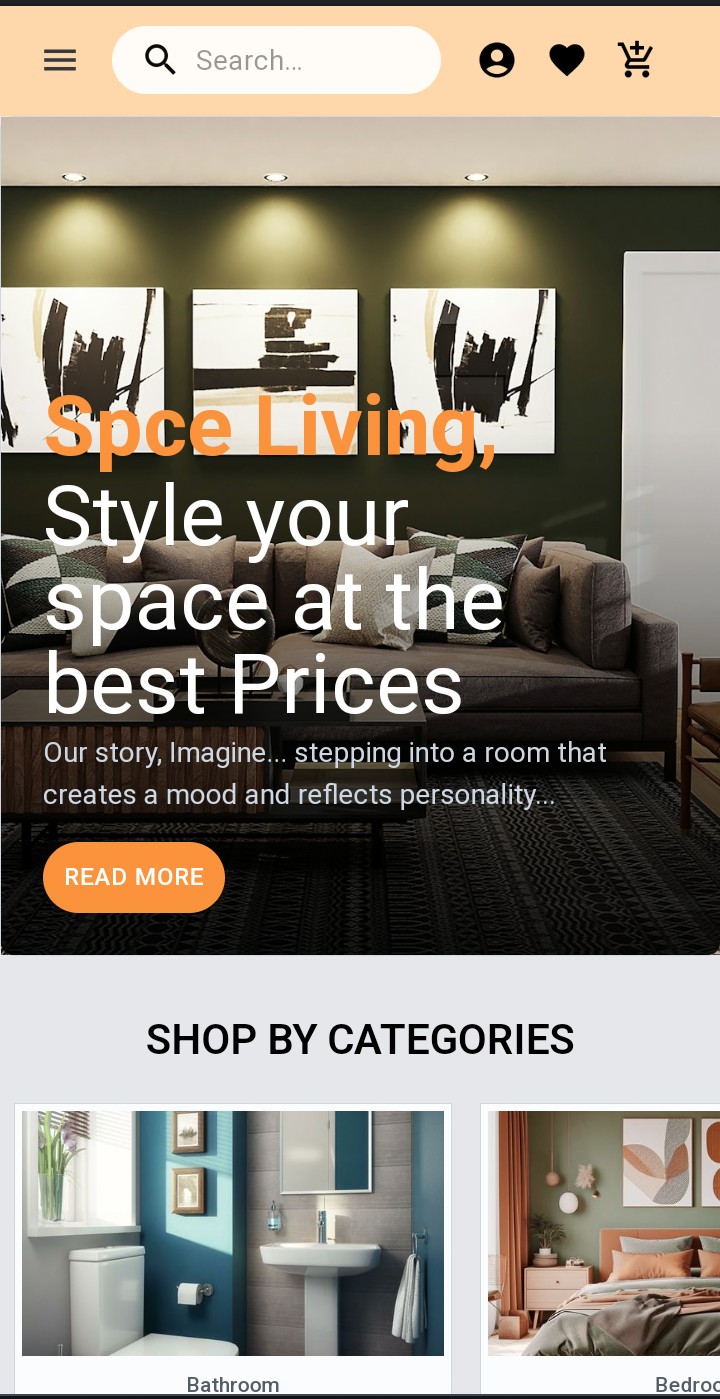 Search...
Spce Living,
Style your
space at the
best Prices
Our story, Imagine... stepping into a room that
creates a mood and reflects personality...
READ MORE
SHOP BY CATEGORIES
Bathroom
Bedroo